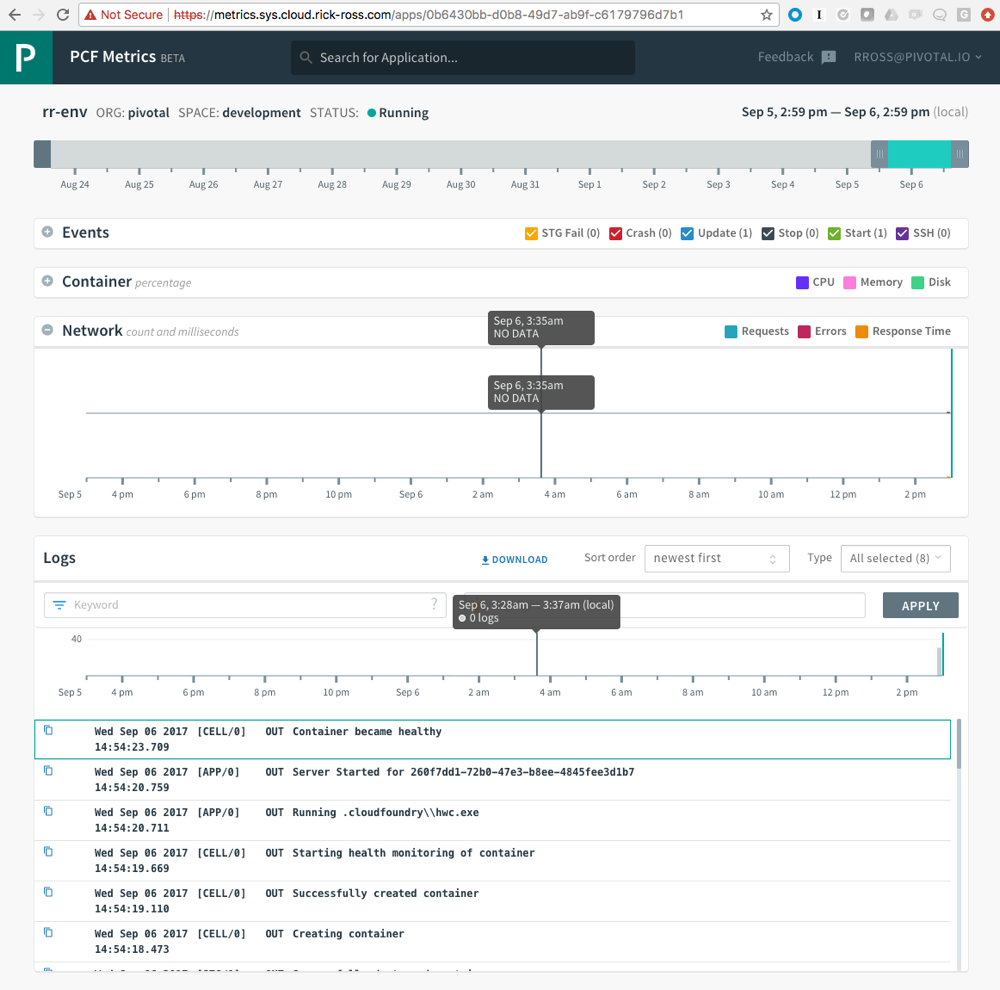 Not Secure | https://metrics.sys.cloud.rick-ross.com/apps/0b6430bb-d0b8-49d7-ab9f-c6179796d7b1
P PCF Metrics BETA Search for Application... Feedback RROSS@PIVOTAL.IO
rr-env ORG: pivotal SPACE: development STATUS: Running Sep 5, 2:59 pm — Sep 6, 2:59 pm (local)
Aug 24 Aug 25 Aug 26 Aug 27 Aug 28 Aug 29 Aug 30 Aug 31 Sep 1 Sep 2 Sep 3 Sep 4 Sep 5 Sep 6
Events STG Fail (0) Crash (0) Update (1) Stop (0) Start (1) SSH (0)
Container percentage CPU Memory Disk
Network count and milliseconds Requests Errors Response Time
Sep 6, 3:35am
NO DATA
Sep 6, 3:35am
NO DATA
Sep 5 4 pm 6 pm 8 pm 10 pm Sep 6 2 am 4 am 6 am 8 am 10 am 12 pm 2 pm
Logs DOWNLOAD Sort order newest first Type All selected (8)
Keyword ? APPLY
Sep 6, 3:28am — 3:37am (local)
0 logs
40
Sep 5 4 pm 6 pm 8 pm 10 pm Sep 6 2 am 4 am 6 am 8 am 10 am 12 pm 2 pm
Wed Sep 06 2017 [CELL/0] OUT Container became healthy
14:54:23.709
Wed Sep 06 2017 [APP/0] OUT Server Started for 260f7dd1-72b0-47e3-b8ee-4845fee3d1b7
14:54:20.759
Wed Sep 06 2017 [APP/0] OUT Running .cloudfoundry\\hwc.exe
14:54:20.711
Wed Sep 06 2017 [CELL/0] OUT Starting health monitoring of container
14:54:19.669
Wed Sep 06 2017 [CELL/0] OUT Successfully created container
14:54:19.110
Wed Sep 06 2017 [CELL/0] OUT Creating container
14:54:18.473